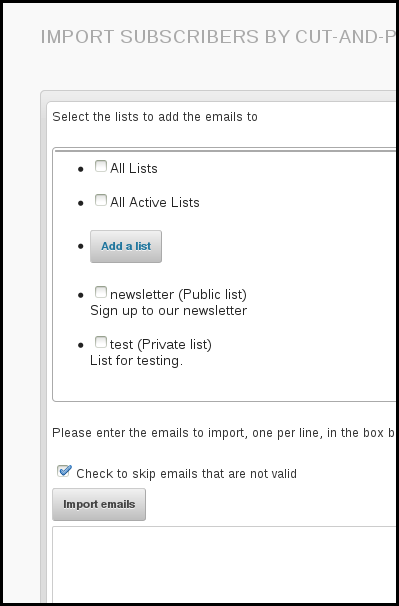 IMPORT SUBSCRIBERS BY CUT-AND-P
Select the lists to add the emails to
All Lists
All Active Lists
Add a list
newsletter (Public list)
Sign up to our newsletter
test (Private list)
List for testing.
Please enter the emails to import, one per line, in the box b
Check to skip emails that are not valid
Import emails